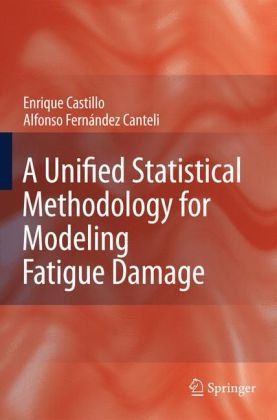 Enrique Castillo
Alfonso Fernández Canteli
A Unified Statistical
Methodology for
Modeling
Fatigue Damage
Springer